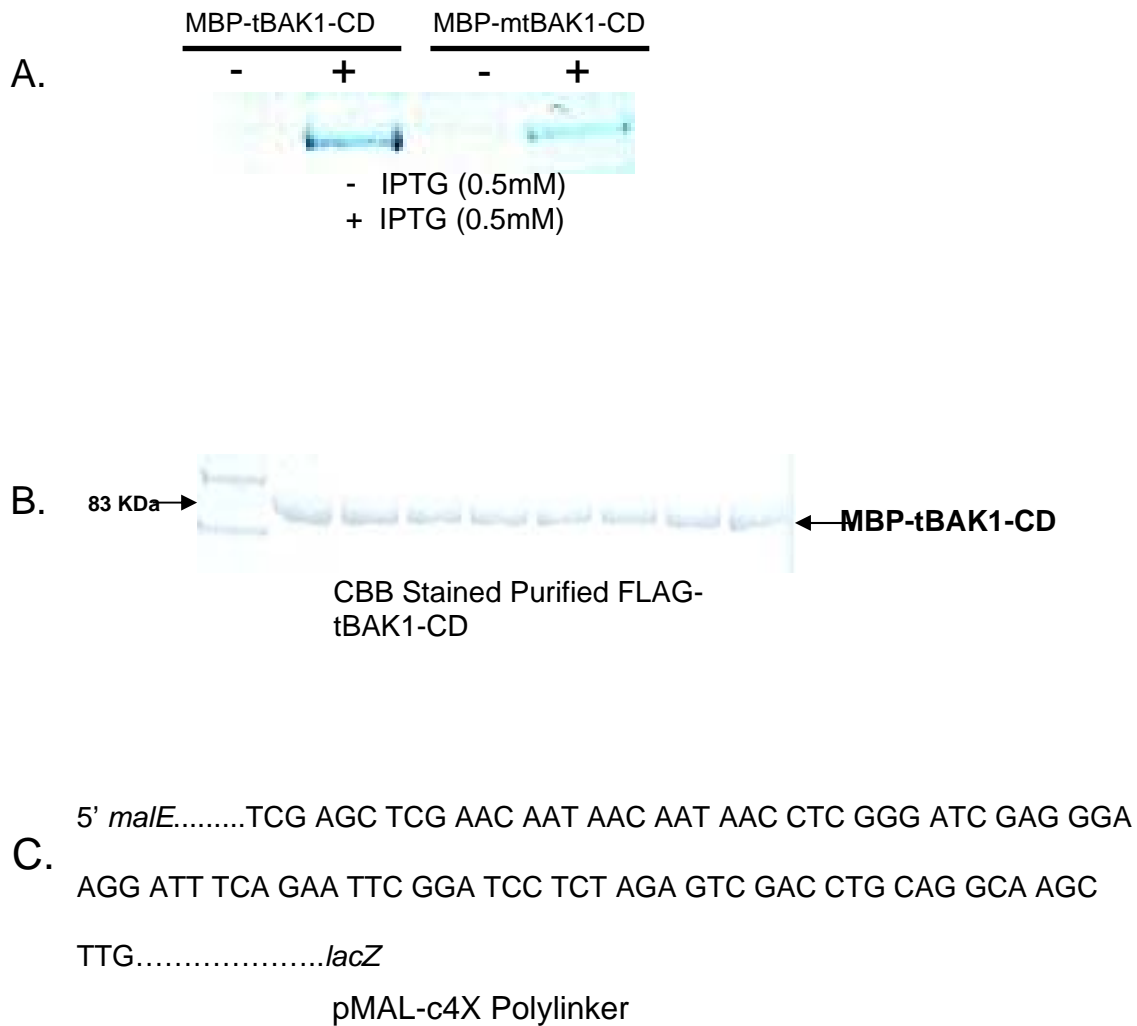 MBP-tBAK1-CD MBP-mtBAK1-CD
A. - + - +
- IPTG (0.5mM)
+ IPTG (0.5mM)
B. 83 KDa MBP-tBAK1-CD
CBB Stained Purified FLAG-
tBAK1-CD
5’ malE.........TCG AGC TCG AAC AAT AAC AAT AAC CTC GGG ATC GAG GGA
C.
AGG ATT TCA GAA TTC GGA TCC TCT AGA GTC GAC CTG CAG GCA AGC
TTG…………………..lacZ
pMAL-c4X Polylinker